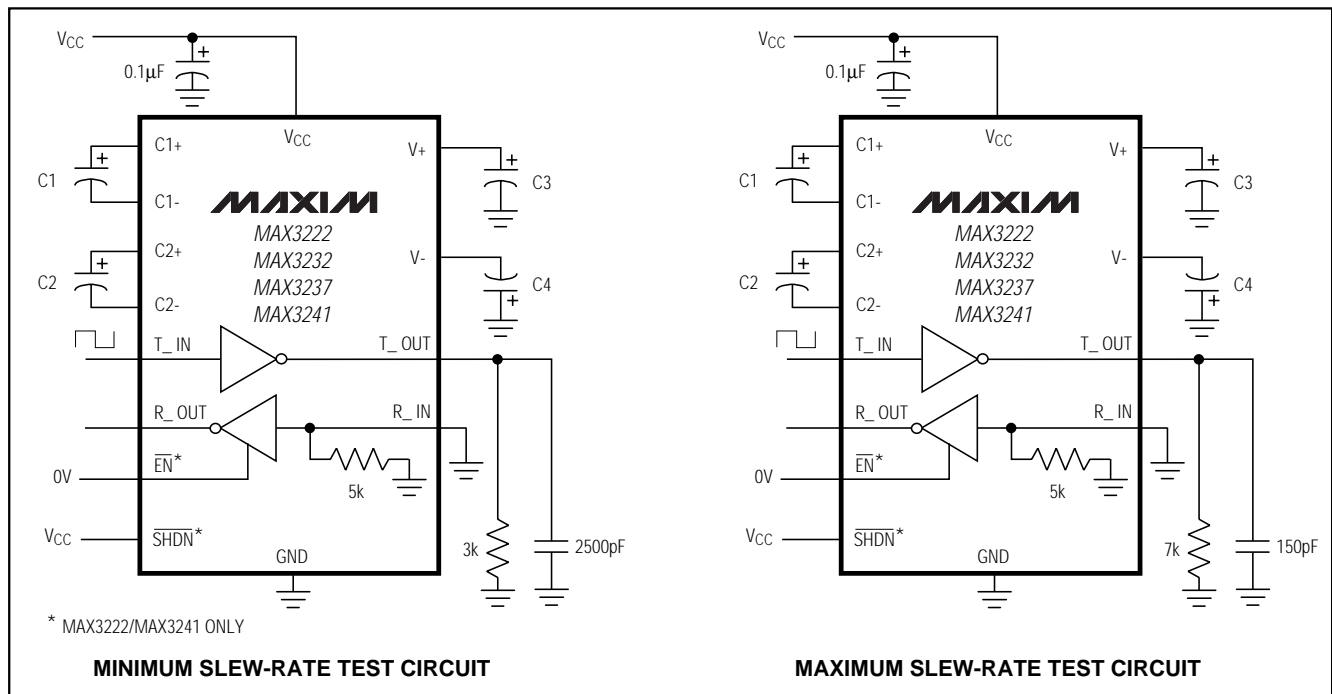 VCC
0.1µF
+
VCC
C1+
C1
+
C1-
C2+
C2
+
C2-
V+
+
C3
V-
C4
+
MAXIM
MAX3222
MAX3232
MAX3237
MAX3241
T_ IN
T_ OUT
R_ OUT
R_ IN
0V
EN*
5k
VCC
SHDN*
GND
3k
2500pF
* MAX3222/MAX3241 ONLY
MINIMUM SLEW-RATE TEST CIRCUIT
VCC
0.1µF
+
VCC
C1+
C1
+
C1-
C2+
C2
+
C2-
V+
+
C3
V-
C4
+
MAXIM
MAX3222
MAX3232
MAX3237
MAX3241
T_ IN
T_ OUT
R_ OUT
R_ IN
0V
EN*
5k
VCC
SHDN*
GND
7k
150pF
MAXIMUM SLEW-RATE TEST CIRCUIT